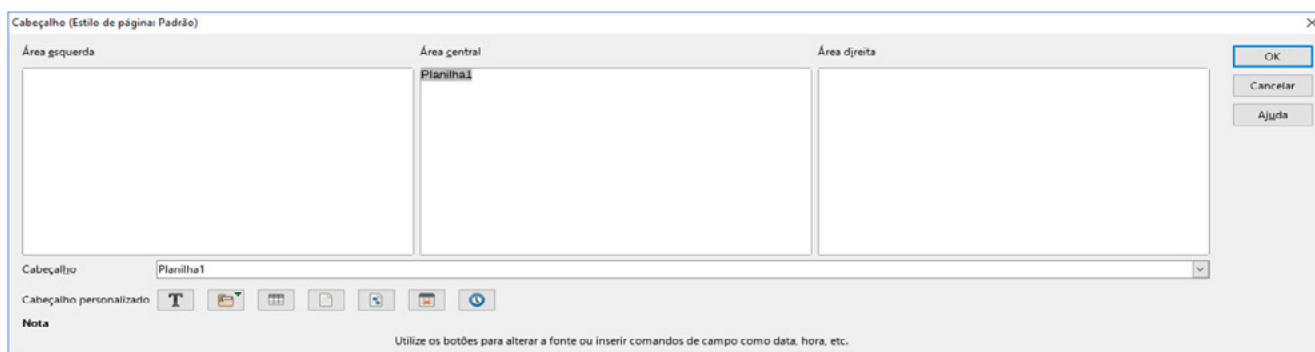 Cabeçalho (Estilo de página: Padrão)
Área esquerda
Área central
Área direita
Planilha1
OK
Cancelar
Ajuda
Cabeçalho
Planilha1
Cabeçalho personalizado
T
Nota
Utilize os botões para alterar a fonte ou inserir comandos de campo como data, hora, etc.